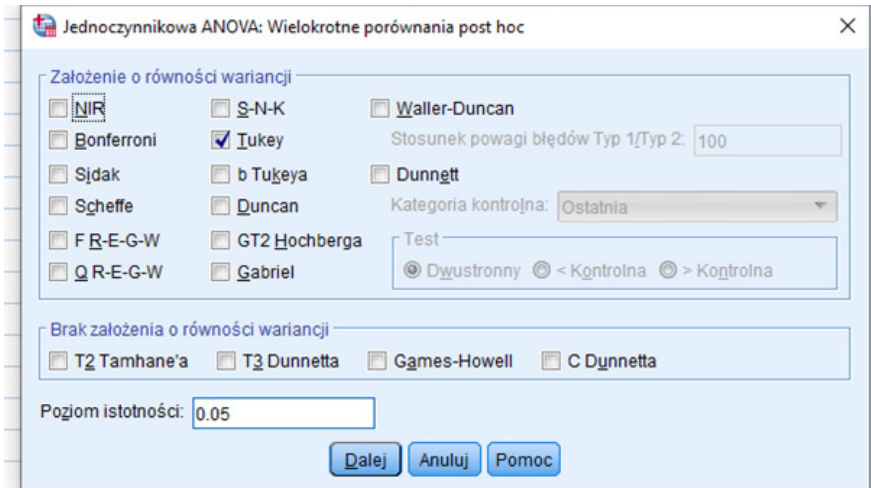 Jednoczynnikowa ANOVA: Wielokrotne porównania post hoc
Założenie o równości wariancji
NIR S-N-K Waller-Duncan
Bonferroni Tukey Stosunek powagi błędów Typ 1/Typ 2: 100
Sidak b Tukeya Dunnett
Scheffe Duncan Kategoria kontrolna: Ostatnia
F R-E-G-W GT2 Hochberga Test
Q R-E-G-W Gabriel Dwustronny < Kontrolna > Kontrolna
Brak założenia o równości wariancji
T2 Tamhane'a T3 Dunnetta Games-Howell C Dunnetta
Poziom istotności: 0.05
Dalej Anuluj Pomoc